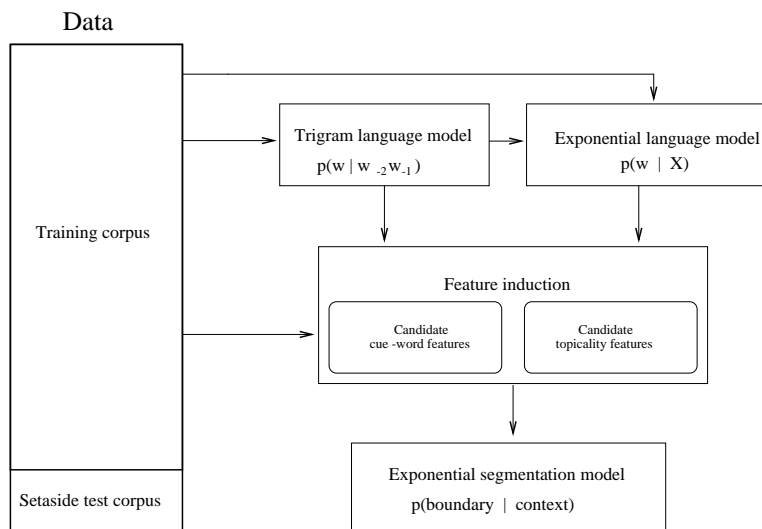 Data
Trigram language model
p(w | w -2 w -1 )
Exponential language model
p(w | X)
Training corpus
Feature induction
Candidate
cue -word features
Candidate
topicality features
Exponential segmentation model
p(boundary | context)
Setaside test corpus